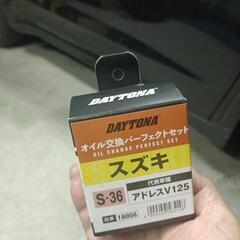 DAYTONA
DAYTONA
オイル交換パーフェクトセット
OIL CHANGE PERFECT SET
スズキ
S-36
代表車種
アドレスV125
品番 18058